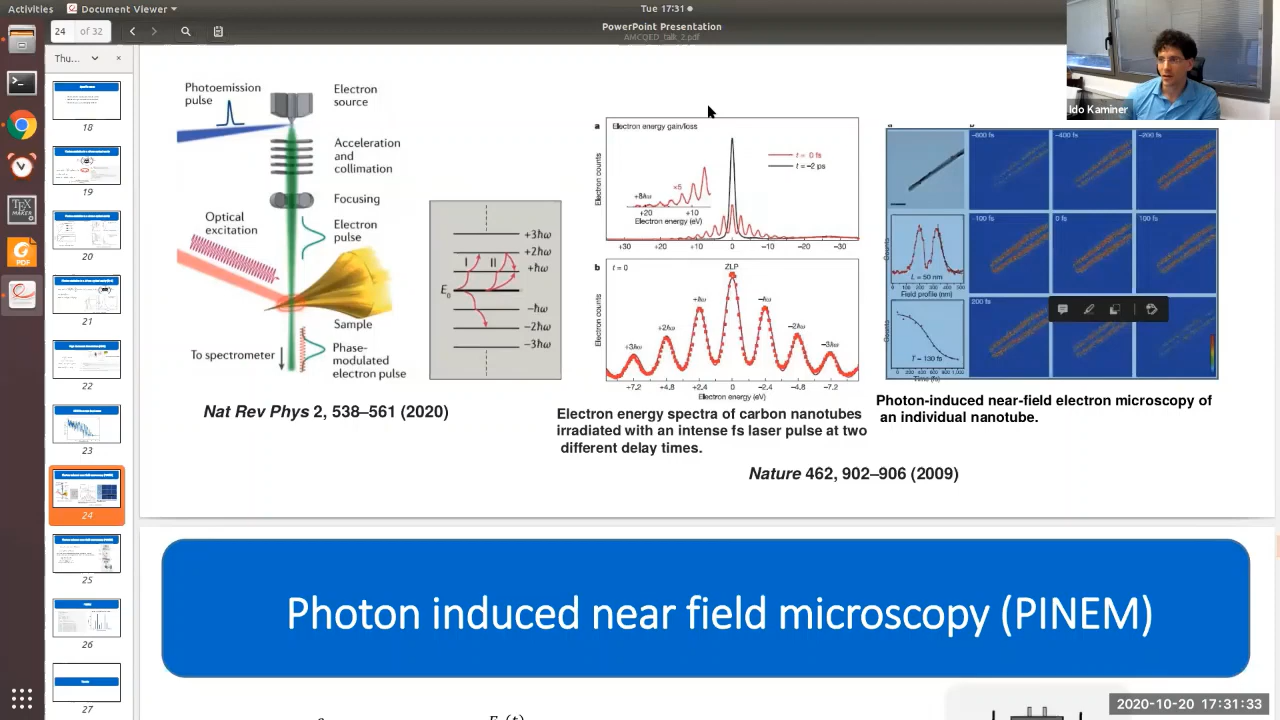 Activities
Document Viewer
Tue 17:31
24
of 32
PowerPoint Presentation
AMCQED_talk_2.pdf
Thu...
18
19
20
21
22
23
24
25
26
27
Ido Kaminer
Photoemission
pulse
Electron
source
Acceleration
and
collimation
Focusing
Optical
excitation
Electron
pulse
Sample
To spectrometer
Phase-
modulated
electron pulse
+3ħω
+2ħω
+ħω
I
II
E0
−ħω
−2ħω
−3ħω
Nat Rev Phys 2, 538–561 (2020)
a
Electron energy gain/loss
t = 0 fs
t = −2 ps
×5
+8ħω
+20
+10
Electron energy (eV)
Electron counts
+30
+20
+10
0
−10
−20
−30
b
t = 0
ZLP
+ħω
−ħω
+2ħω
−2ħω
+3ħω
−3ħω
Electron counts
+7.2
+4.8
+2.4
0
−2.4
−4.8
−7.2
Electron energy (eV)
Electron energy spectra of carbon nanotubes
irradiated with an intense fs laser pulse at two
different delay times.
Nature 462, 902–906 (2009)
−400 fs
−200 fs
−100 fs
0 fs
100 fs
200 fs
Counts
L = 50 nm
Field profile (nm)
Counts
T = 130 fs
Time (fs)
Photon-induced near-field electron microscopy of
an individual nanotube.
Photon induced near field microscopy (PINEM)
2020-10-20 17:31:33